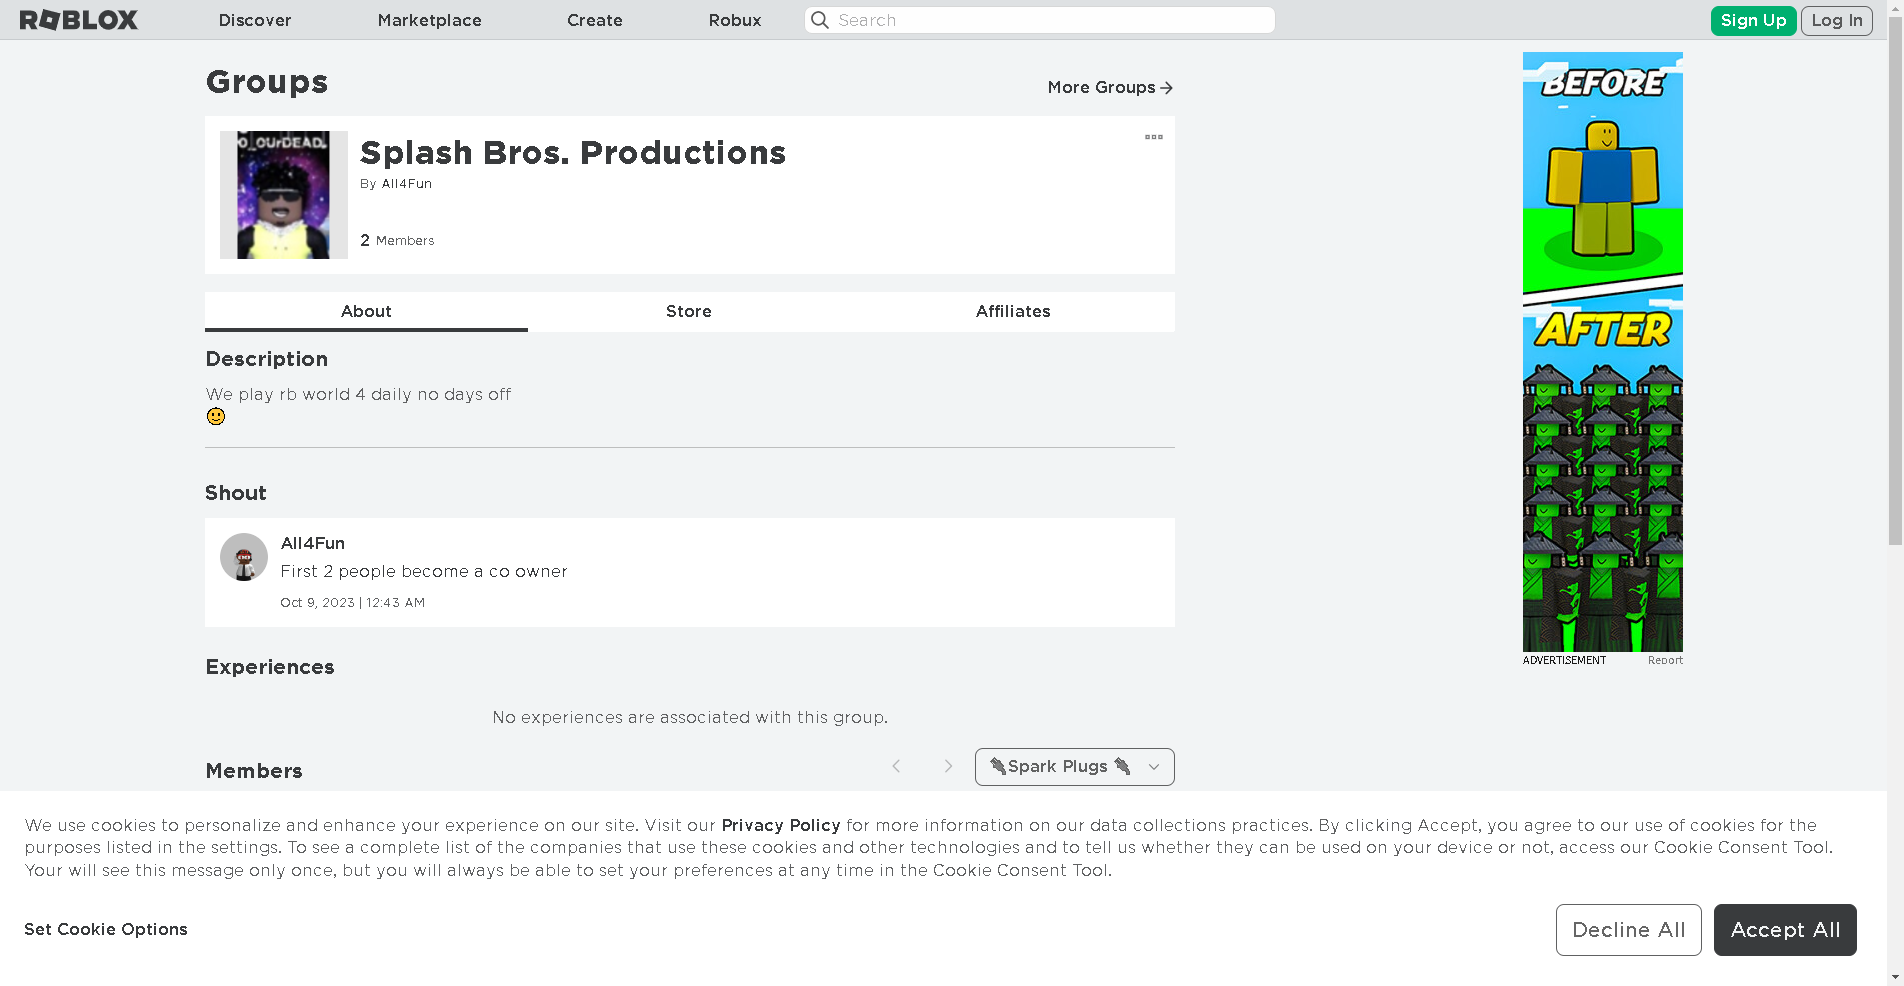 ROBLOX Discover Marketplace Create Robux Search Sign Up Log In
Groups
More Groups
O_OUrDEAD.
Splash Bros. Productions
By All4Fun
2 Members
About Store Affiliates
Description
We play rb world 4 daily no days off
🙂
Shout
All4Fun
First 2 people become a co owner
Oct 9, 2023 | 12:43 AM
Experiences
No experiences are associated with this group.
Members
🔌Spark Plugs 🔌
BEFORE
AFTER
ADVERTISEMENT Report
We use cookies to personalize and enhance your experience on our site. Visit our Privacy Policy for more information on our data collections practices. By clicking Accept, you agree to our use of cookies for the
purposes listed in the settings. To see a complete list of the companies that use these cookies and other technologies and to tell us whether they can be used on your device or not, access our Cookie Consent Tool.
Your will see this message only once, but you will always be able to set your preferences at any time in the Cookie Consent Tool.
Set Cookie Options
Decline All
Accept All